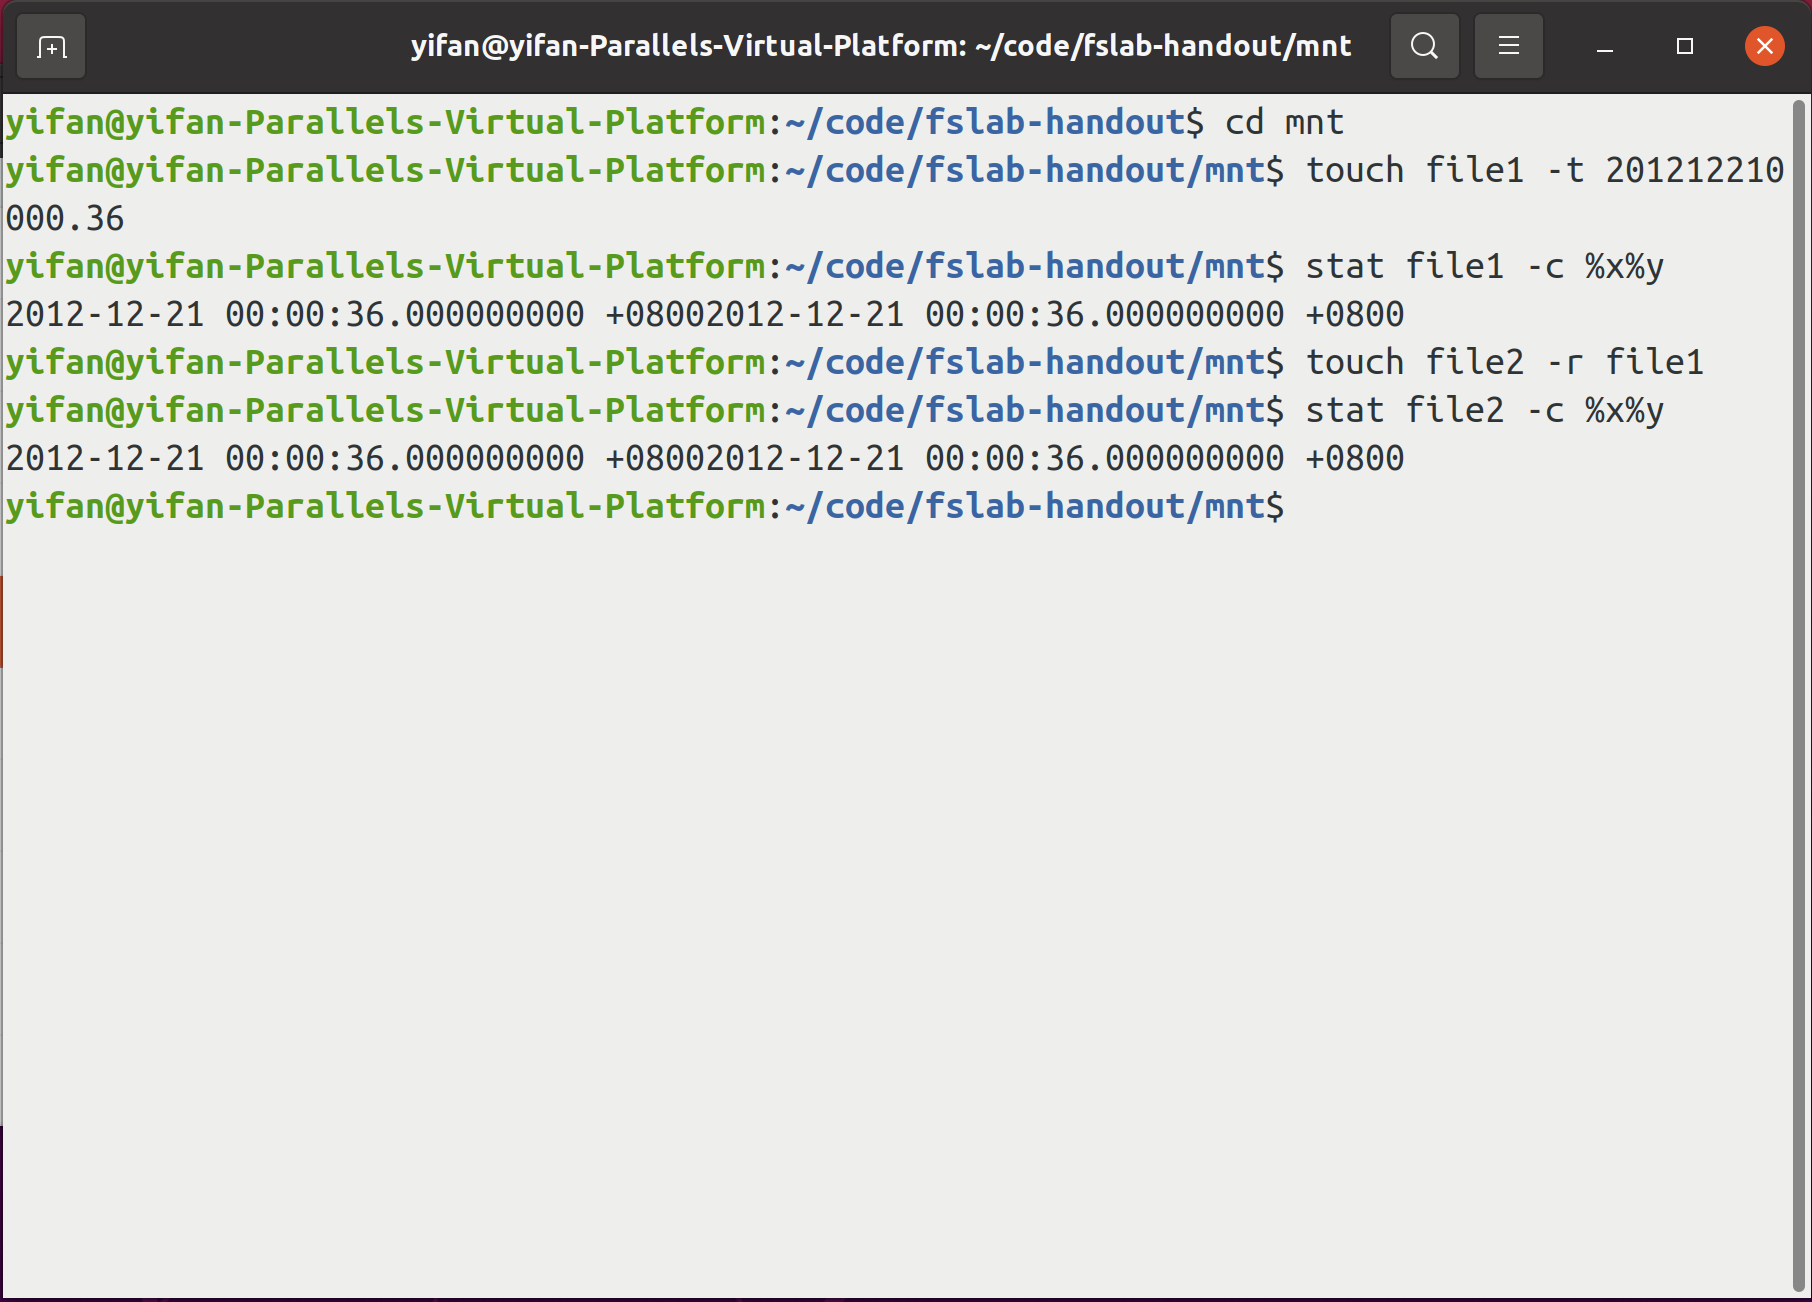 yifan@yifan-Parallels-Virtual-Platform: ~/code/fslab-handout/mnt
yifan@yifan-Parallels-Virtual-Platform:~/code/fslab-handout$ cd mnt
yifan@yifan-Parallels-Virtual-Platform:~/code/fslab-handout/mnt$ touch file1 -t 201212210
000.36
yifan@yifan-Parallels-Virtual-Platform:~/code/fslab-handout/mnt$ stat file1 -c %x%y
2012-12-21 00:00:36.000000000 +08002012-12-21 00:00:36.000000000 +0800
yifan@yifan-Parallels-Virtual-Platform:~/code/fslab-handout/mnt$ touch file2 -r file1
yifan@yifan-Parallels-Virtual-Platform:~/code/fslab-handout/mnt$ stat file2 -c %x%y
2012-12-21 00:00:36.000000000 +08002012-12-21 00:00:36.000000000 +0800
yifan@yifan-Parallels-Virtual-Platform:~/code/fslab-handout/mnt$